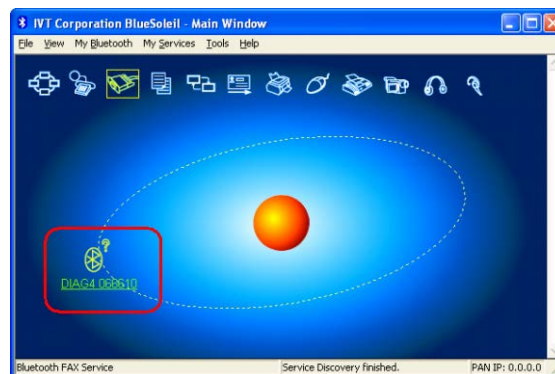 IVT Corporation BlueSoleil - Main Window
File View My Bluetooth My Services Tools Help
?
DIAG4 068610
Bluetooth FAX Service Service Discovery finished. PAN IP: 0.0.0.0